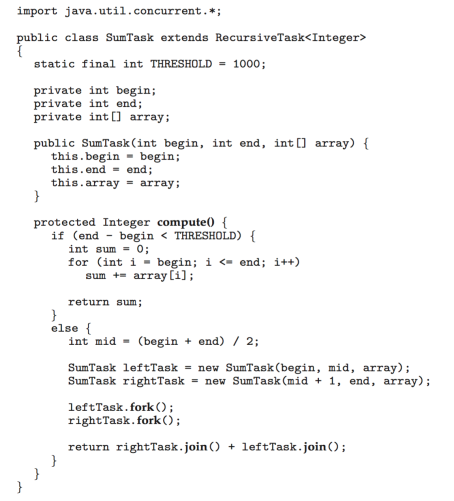 import java.util.concurrent.*;
public class SumTask extends RecursiveTask<Integer>
{
static final int THRESHOLD = 1000;
private int begin;
private int end;
private int[] array;
public SumTask(int begin, int end, int[] array) {
this.begin = begin;
this.end = end;
this.array = array;
}
protected Integer compute() {
if (end - begin < THRESHOLD) {
int sum = 0;
for (int i = begin; i <= end; i++)
sum += array[i];
return sum;
}
else {
int mid = (begin + end) / 2;
SumTask leftTask = new SumTask(begin, mid, array);
SumTask rightTask = new SumTask(mid + 1, end, array);
leftTask.fork();
rightTask.fork();
return rightTask.join() + leftTask.join();
}
}
}